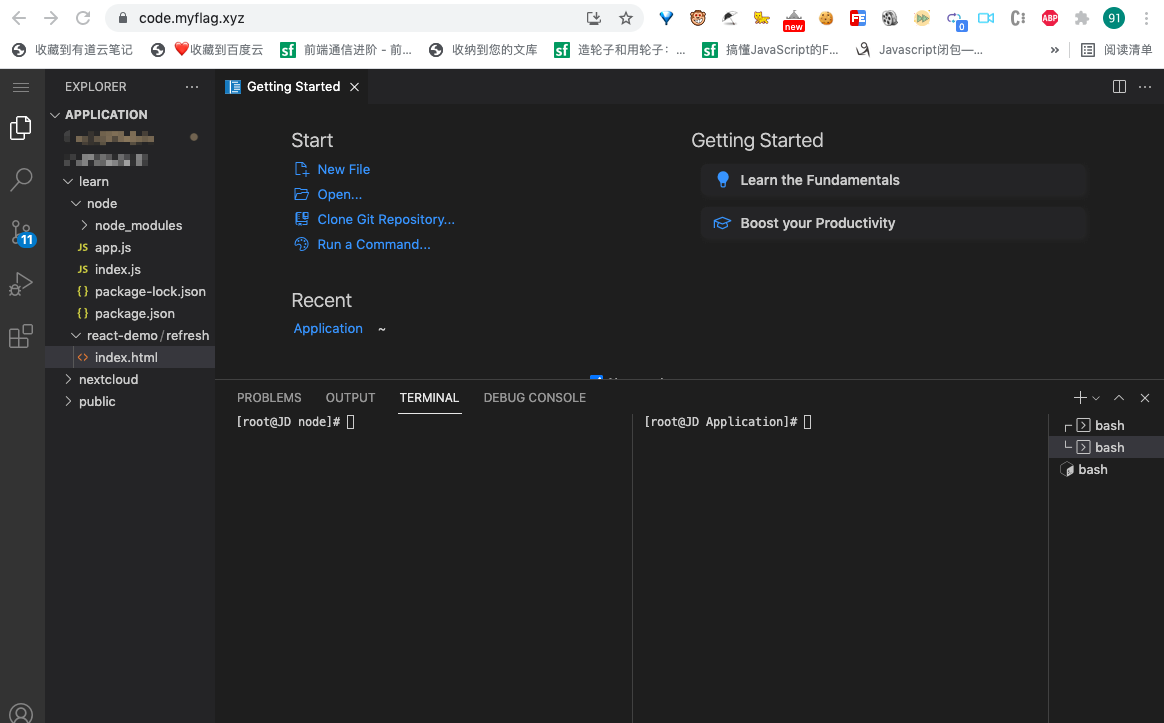 code.myflag.xyz
new
FE
0
ABP
91
收藏到有道云笔记
❤️收藏到百度云
sf 前端通信进阶 - 前...
收纳到您的文库
sf 造轮子和用轮子：...
sf 搞懂JavaScript的F...
Javascript闭包—...
»
阅读清单
EXPLORER ...
Getting Started
APPLICATION
learn
node
node_modules
JS app.js
JS index.js
{} package-lock.json
{} package.json
react-demo/refresh
<> index.html
nextcloud
public
11
Start
New File
Open...
Clone Git Repository...
Run a Command...
Recent
Application ~
Getting Started
Learn the Fundamentals
Boost your Productivity
PROBLEMS OUTPUT TERMINAL DEBUG CONSOLE
[root@JD node]#
[root@JD Application]#
bash
bash
bash